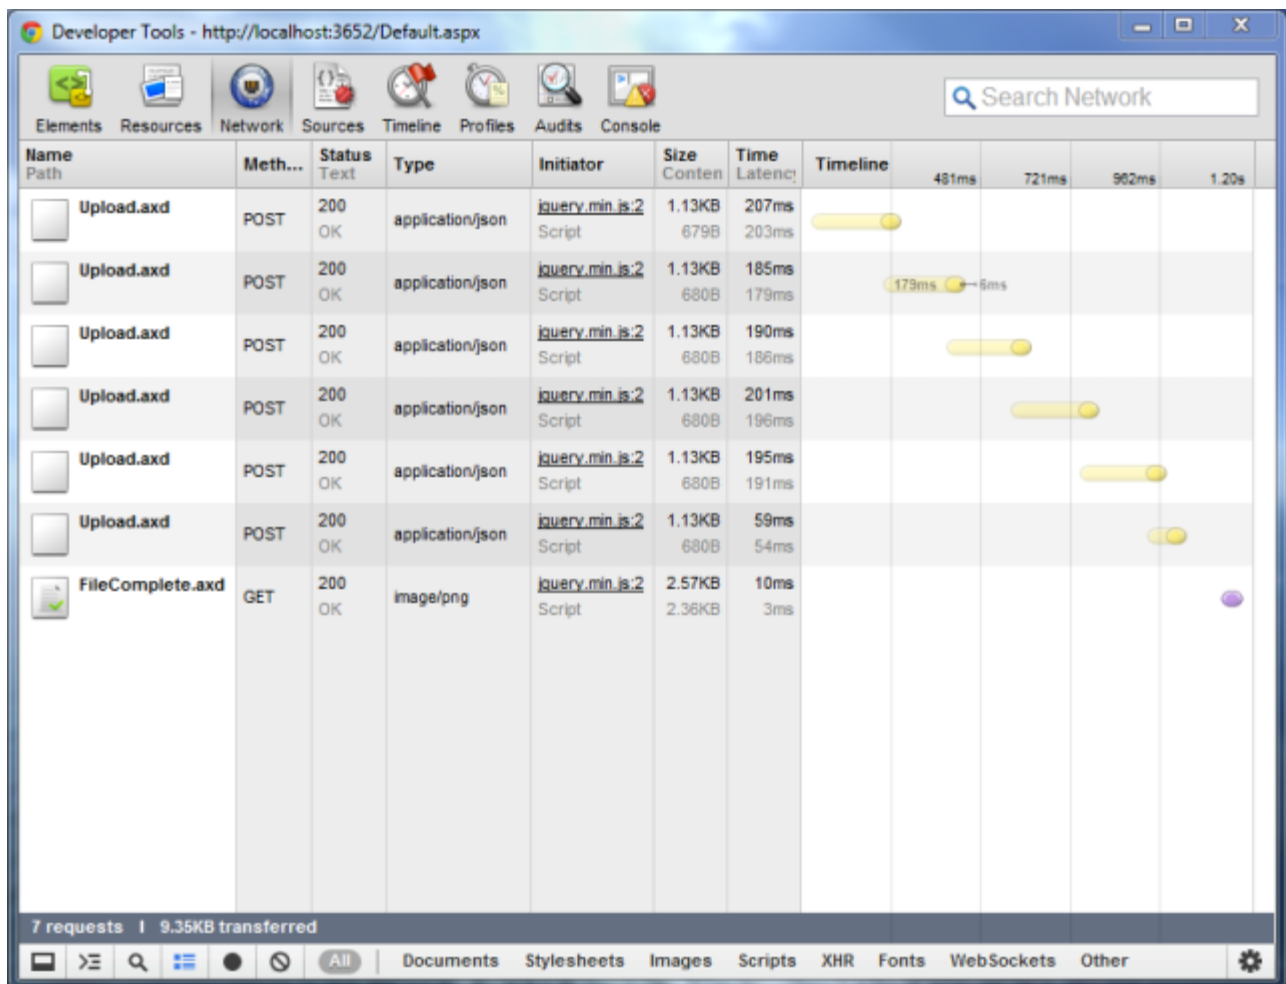 Developer Tools - http://localhost:3652/Default.aspx
Elements Resources Network Sources Timeline Profiles Audits Console
Search Network
Name Meth... Status Type Initiator Size Time Timeline
Path Text Conten Latency 481ms 721ms 962ms 1.20s
Upload.axd POST 200 application/json jquery.min.js:2 1.13KB 207ms
OK Script 679B 203ms
Upload.axd POST 200 application/json jquery.min.js:2 1.13KB 185ms
OK Script 680B 179ms 179ms 6ms
Upload.axd POST 200 application/json jquery.min.js:2 1.13KB 190ms
OK Script 680B 186ms
Upload.axd POST 200 application/json jquery.min.js:2 1.13KB 201ms
OK Script 680B 196ms
Upload.axd POST 200 application/json jquery.min.js:2 1.13KB 195ms
OK Script 680B 191ms
Upload.axd POST 200 application/json jquery.min.js:2 1.13KB 59ms
OK Script 680B 54ms
FileComplete.axd GET 200 image/png jquery.min.js:2 2.57KB 10ms
OK Script 2.36KB 3ms
7 requests | 9.35KB transferred
All Documents Stylesheets Images Scripts XHR Fonts WebSockets Other